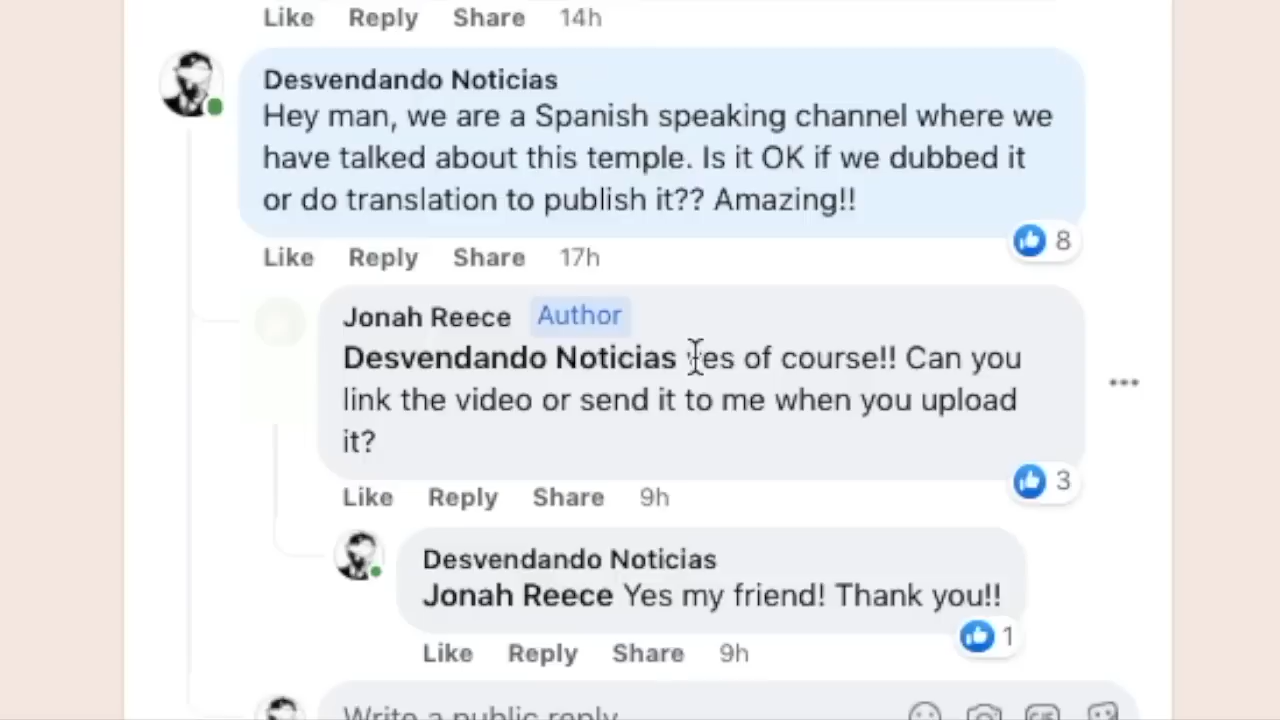 Like Reply Share 14h
Desvendando Noticias
Hey man, we are a Spanish speaking channel where we
have talked about this temple. Is it OK if we dubbed it
or do translation to publish it?? Amazing!!
8
Like Reply Share 17h
Jonah Reece Author
Desvendando Noticias yes of course!! Can you
link the video or send it to me when you upload
it?
3
Like Reply Share 9h
Desvendando Noticias
Jonah Reece Yes my friend! Thank you!!
1
Like Reply Share 9h
Write a public reply